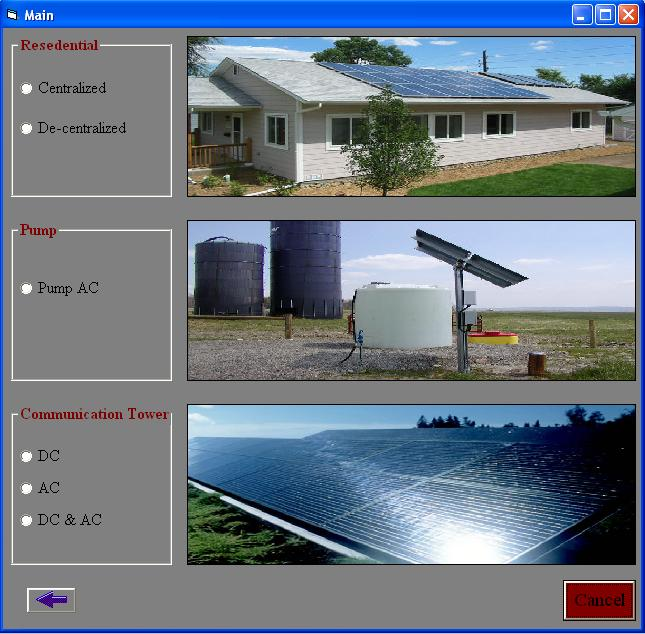 Main
Resedential
Centralized
De-centralized
Pump
Pump AC
Communication Tower
DC
AC
DC & AC
Cancel